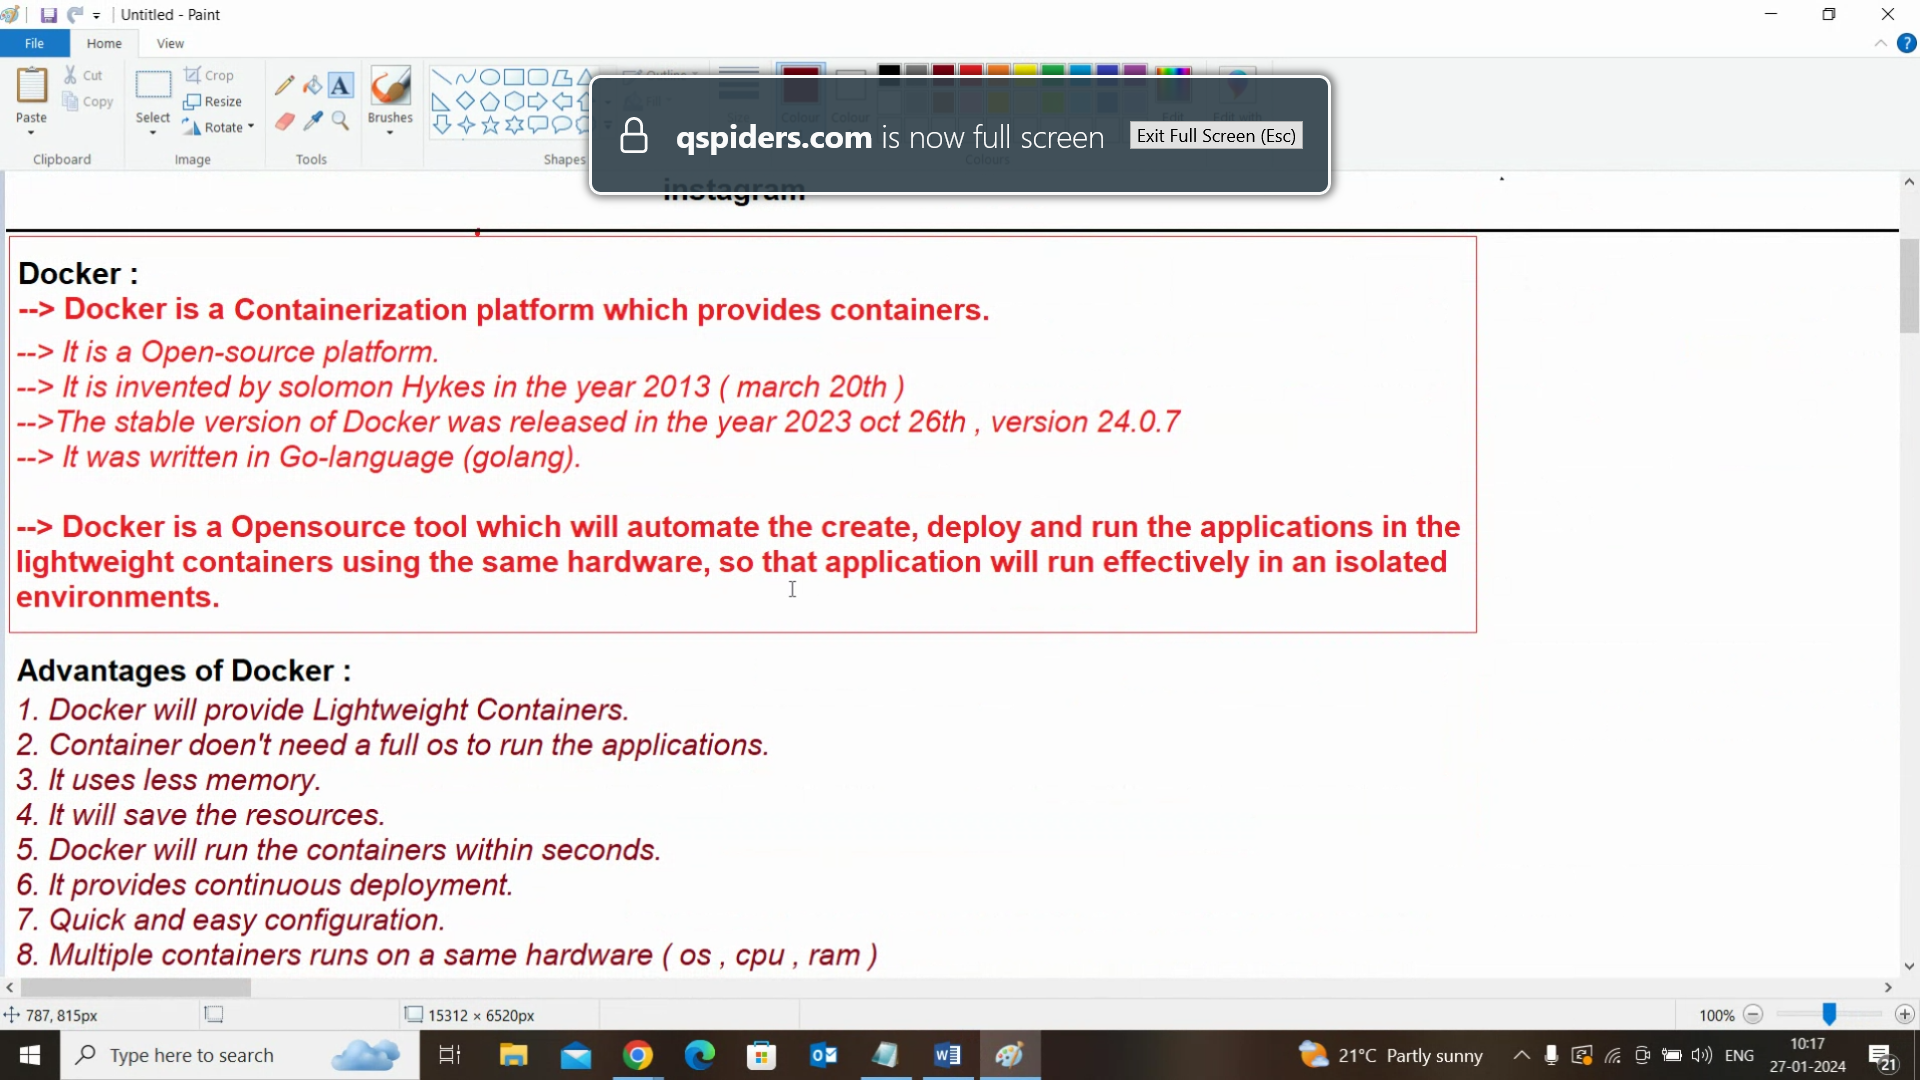 Untitled - Paint
File Home View
Paste
Cut
Copy
Clipboard
Select
Crop
Resize
Rotate
Image
A
Tools
Brushes
Shapes
Colours
qspiders.com is now full screen Exit Full Screen (Esc)
instagram
Docker :
--> Docker is a Containerization platform which provides containers.
--> It is a Open-source platform.
--> It is invented by solomon Hykes in the year 2013 ( march 20th )
-->The stable version of Docker was released in the year 2023 oct 26th , version 24.0.7
--> It was written in Go-language (golang).
--> Docker is a Opensource tool which will automate the create, deploy and run the applications in the
lightweight containers using the same hardware, so that application will run effectively in an isolated
environments.
Advantages of Docker :
1. Docker will provide Lightweight Containers.
2. Container doen't need a full os to run the applications.
3. It uses less memory.
4. It will save the resources.
5. Docker will run the containers within seconds.
6. It provides continuous deployment.
7. Quick and easy configuration.
8. Multiple containers runs on a same hardware ( os , cpu , ram )
787, 815px 15312 × 6520px 100%
Type here to search 21°C Partly sunny ENG 10:17
27-01-2024 21